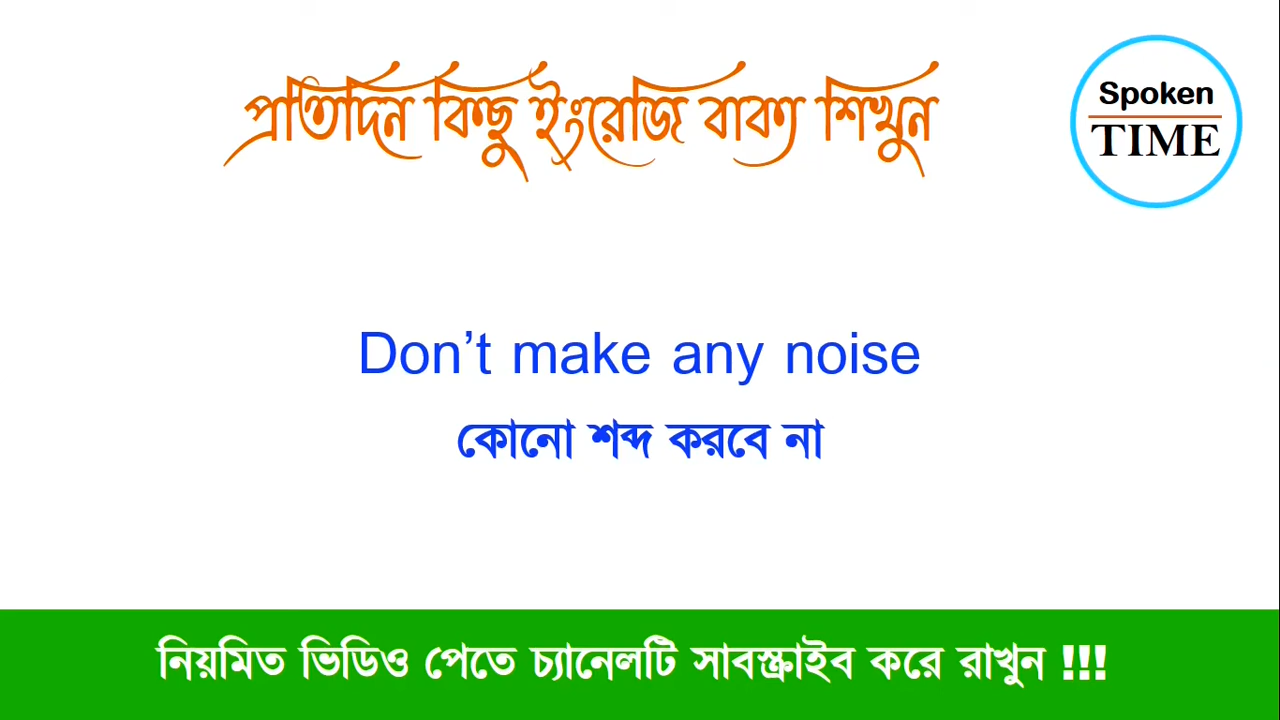 প্রতিদিন কিছু ইংরেজি বাক্য শিখুন
Spoken
TIME
Don’t make any noise
কোনো শব্দ করবে না
নিয়মিত ভিডিও পেতে চ্যানেলটি সাবস্ক্রাইব করে রাখুন !!!